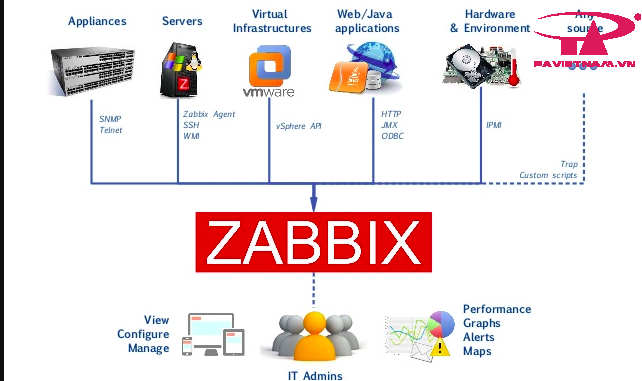 Appliances
Servers
Virtual
Infrastructures
Web/Java
applications
Hardware
& Environment
Any
source
PAVIETNAM.VN
Z
vmware
SNMP
Telnet
Zabbix Agent
SSH
WMI
vSphere API
HTTP
JMX
ODBC
IPMI
Trap
Custom scripts
ZABBIX
View
Configure
Manage
IT Admins
Performance
Graphs
Alerts
Maps